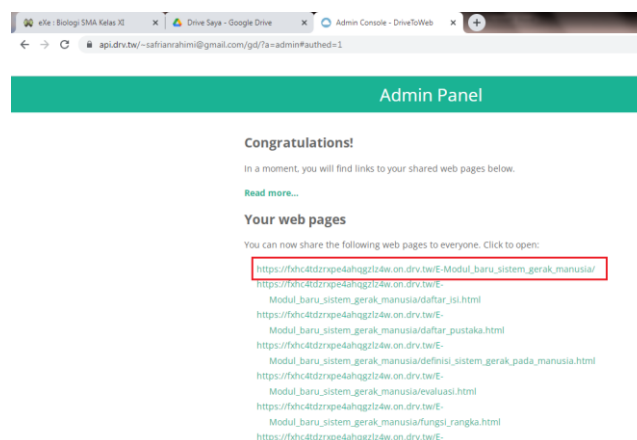 eXe : Biologi SMA Kelas XI
Drive Saya - Google Drive
Admin Console - DriveToWeb
api.drv.tw/~safrianrahimi@gmail.com/gd/?a=admin#authed=1
Admin Panel
Congratulations!
In a moment, you will find links to your shared web pages below.
Read more...
Your web pages
You can now share the following web pages to everyone. Click to open:
https://fxhc4tdzrxpe4ahqgzlz4w.on.drv.tw/E-Modul_baru_sistem_gerak_manusia/
https://fxhc4tdzrxpe4ahqgzlz4w.on.drv.tw/E-
Modul_baru_sistem_gerak_manusia/daftar_isi.html
https://fxhc4tdzrxpe4ahqgzlz4w.on.drv.tw/E-
Modul_baru_sistem_gerak_manusia/daftar_pustaka.html
https://fxhc4tdzrxpe4ahqgzlz4w.on.drv.tw/E-
Modul_baru_sistem_gerak_manusia/definisi_sistem_gerak_pada_manusia.html
https://fxhc4tdzrxpe4ahqgzlz4w.on.drv.tw/E-
Modul_baru_sistem_gerak_manusia/evaluasi.html
https://fxhc4tdzrxpe4ahqgzlz4w.on.drv.tw/E-
Modul_baru_sistem_gerak_manusia/fungsi_rangka.html
https://fxhc4tdzrxpe4ahqgzlz4w.on.drv.tw/E-